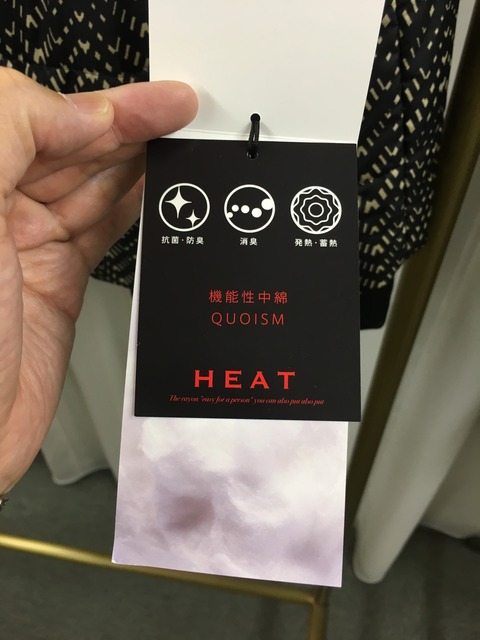 抗菌・防臭 消臭 発熱・蓄熱
機能性中綿
QUOISM
HEAT
The rayon "easy for a person" you can also put also put